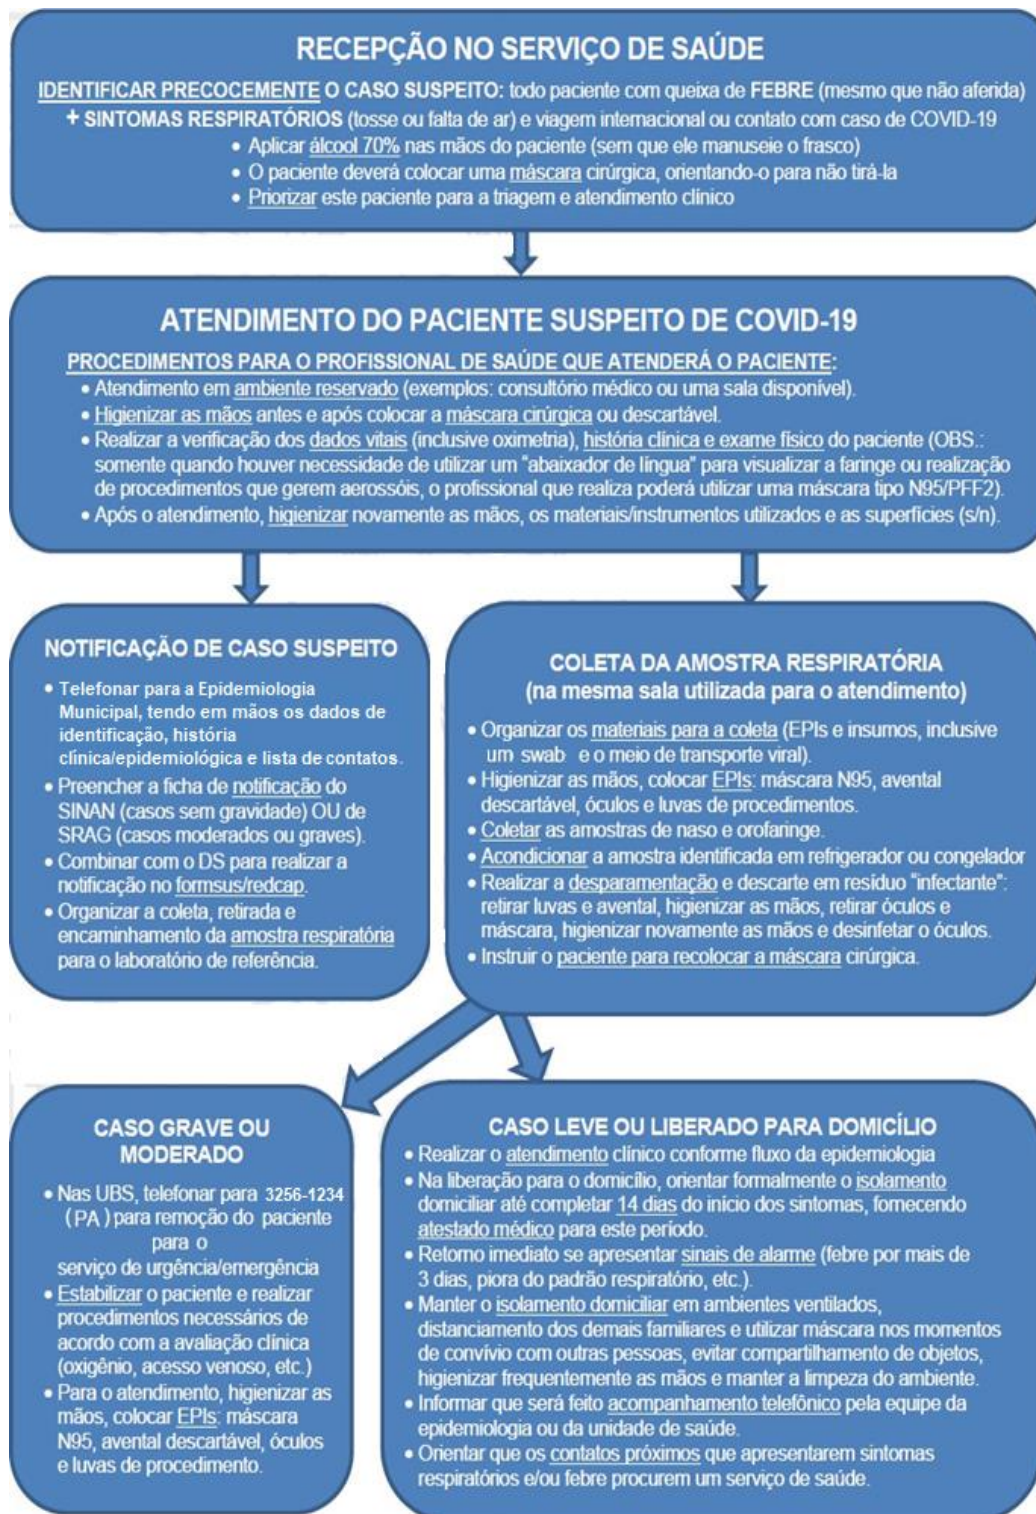 RECEPÇÃO NO SERVIÇO DE SAÚDE
IDENTIFICAR PRECOCEMENTE O CASO SUSPEITO: todo paciente com queixa de FEBRE (mesmo que não aferida)
+ SINTOMAS RESPIRATÓRIOS (tosse ou falta de ar) e viagem internacional ou contato com caso de COVID-19
• Aplicar álcool 70% nas mãos do paciente (sem que ele manuseie o frasco)
• O paciente deverá colocar uma máscara cirúrgica, orientando-o para não tirá-la
• Priorizar este paciente para a triagem e atendimento clínico
ATENDIMENTO DO PACIENTE SUSPEITO DE COVID-19
PROCEDIMENTOS PARA O PROFISSIONAL DE SAÚDE QUE ATENDERÁ O PACIENTE:
• Atendimento em ambiente reservado (exemplos: consultório médico ou uma sala disponível).
• Higienizar as mãos antes e após colocar a máscara cirúrgica ou descartável.
• Realizar a verificação dos dados vitais (inclusive oximetria), história clínica e exame físico do paciente (OBS.:
somente quando houver necessidade de utilizar um "abaixador de língua" para visualizar a faringe ou realização
de procedimentos que gerem aerossóis, o profissional que realiza poderá utilizar uma máscara tipo N95/PFF2).
• Após o atendimento, higienizar novamente as mãos, os materiais/instrumentos utilizados e as superfícies (s/n).
NOTIFICAÇÃO DE CASO SUSPEITO
• Telefonar para a Epidemiologia
Municipal, tendo em mãos os dados de
identificação, história
clínica/epidemiológica e lista de contatos.
• Preencher a ficha de notificação do
SINAN (casos sem gravidade) OU de
SRAG (casos moderados ou graves).
• Combinar com o DS para realizar a
notificação no formsus/redcap.
• Organizar a coleta, retirada e
encaminhamento da amostra respiratória
para o laboratório de referência.
COLETA DA AMOSTRA RESPIRATÓRIA
(na mesma sala utilizada para o atendimento)
• Organizar os materiais para a coleta (EPIs e insumos, inclusive
um swab e o meio de transporte viral).
• Higienizar as mãos, colocar EPIs: máscara N95, avental
descartável, óculos e luvas de procedimentos.
• Coletar as amostras de naso e orofaringe.
• Acondicionar a amostra identificada em refrigerador ou congelador
• Realizar a desparamentação e descarte em resíduo "infectante":
retirar luvas e avental, higienizar as mãos, retirar óculos e
máscara, higienizar novamente as mãos e desinfetar o óculos.
• Instruir o paciente para recolocar a máscara cirúrgica.
CASO GRAVE OU
MODERADO
• Nas UBS, telefonar para 3256-1234
(PA) para remoção do paciente
para o
serviço de urgência/emergência
• Estabilizar o paciente e realizar
procedimentos necessários de
acordo com a avaliação clínica
(oxigênio, acesso venoso, etc.)
• Para o atendimento, higienizar as
mãos, colocar EPIs: máscara
N95, avental descartável, óculos
e luvas de procedimento.
CASO LEVE OU LIBERADO PARA DOMICÍLIO
• Realizar o atendimento clínico conforme fluxo da epidemiologia
• Na liberação para o domicílio, orientar formalmente o isolamento
domiciliar até completar 14 dias do início dos sintomas, fornecendo
atestado médico para este período.
• Retorno imediato se apresentar sinais de alarme (febre por mais de
3 dias, piora do padrão respiratório, etc.).
• Manter o isolamento domiciliar em ambientes ventilados,
distanciamento dos demais familiares e utilizar máscara nos momentos
de convívio com outras pessoas, evitar compartilhamento de objetos,
higienizar frequentemente as mãos e manter a limpeza do ambiente.
• Informar que será feito acompanhamento telefônico pela equipe da
epidemiologia ou da unidade de saúde.
• Orientar que os contatos próximos que apresentarem sintomas
respiratórios e/ou febre procurem um serviço de saúde.